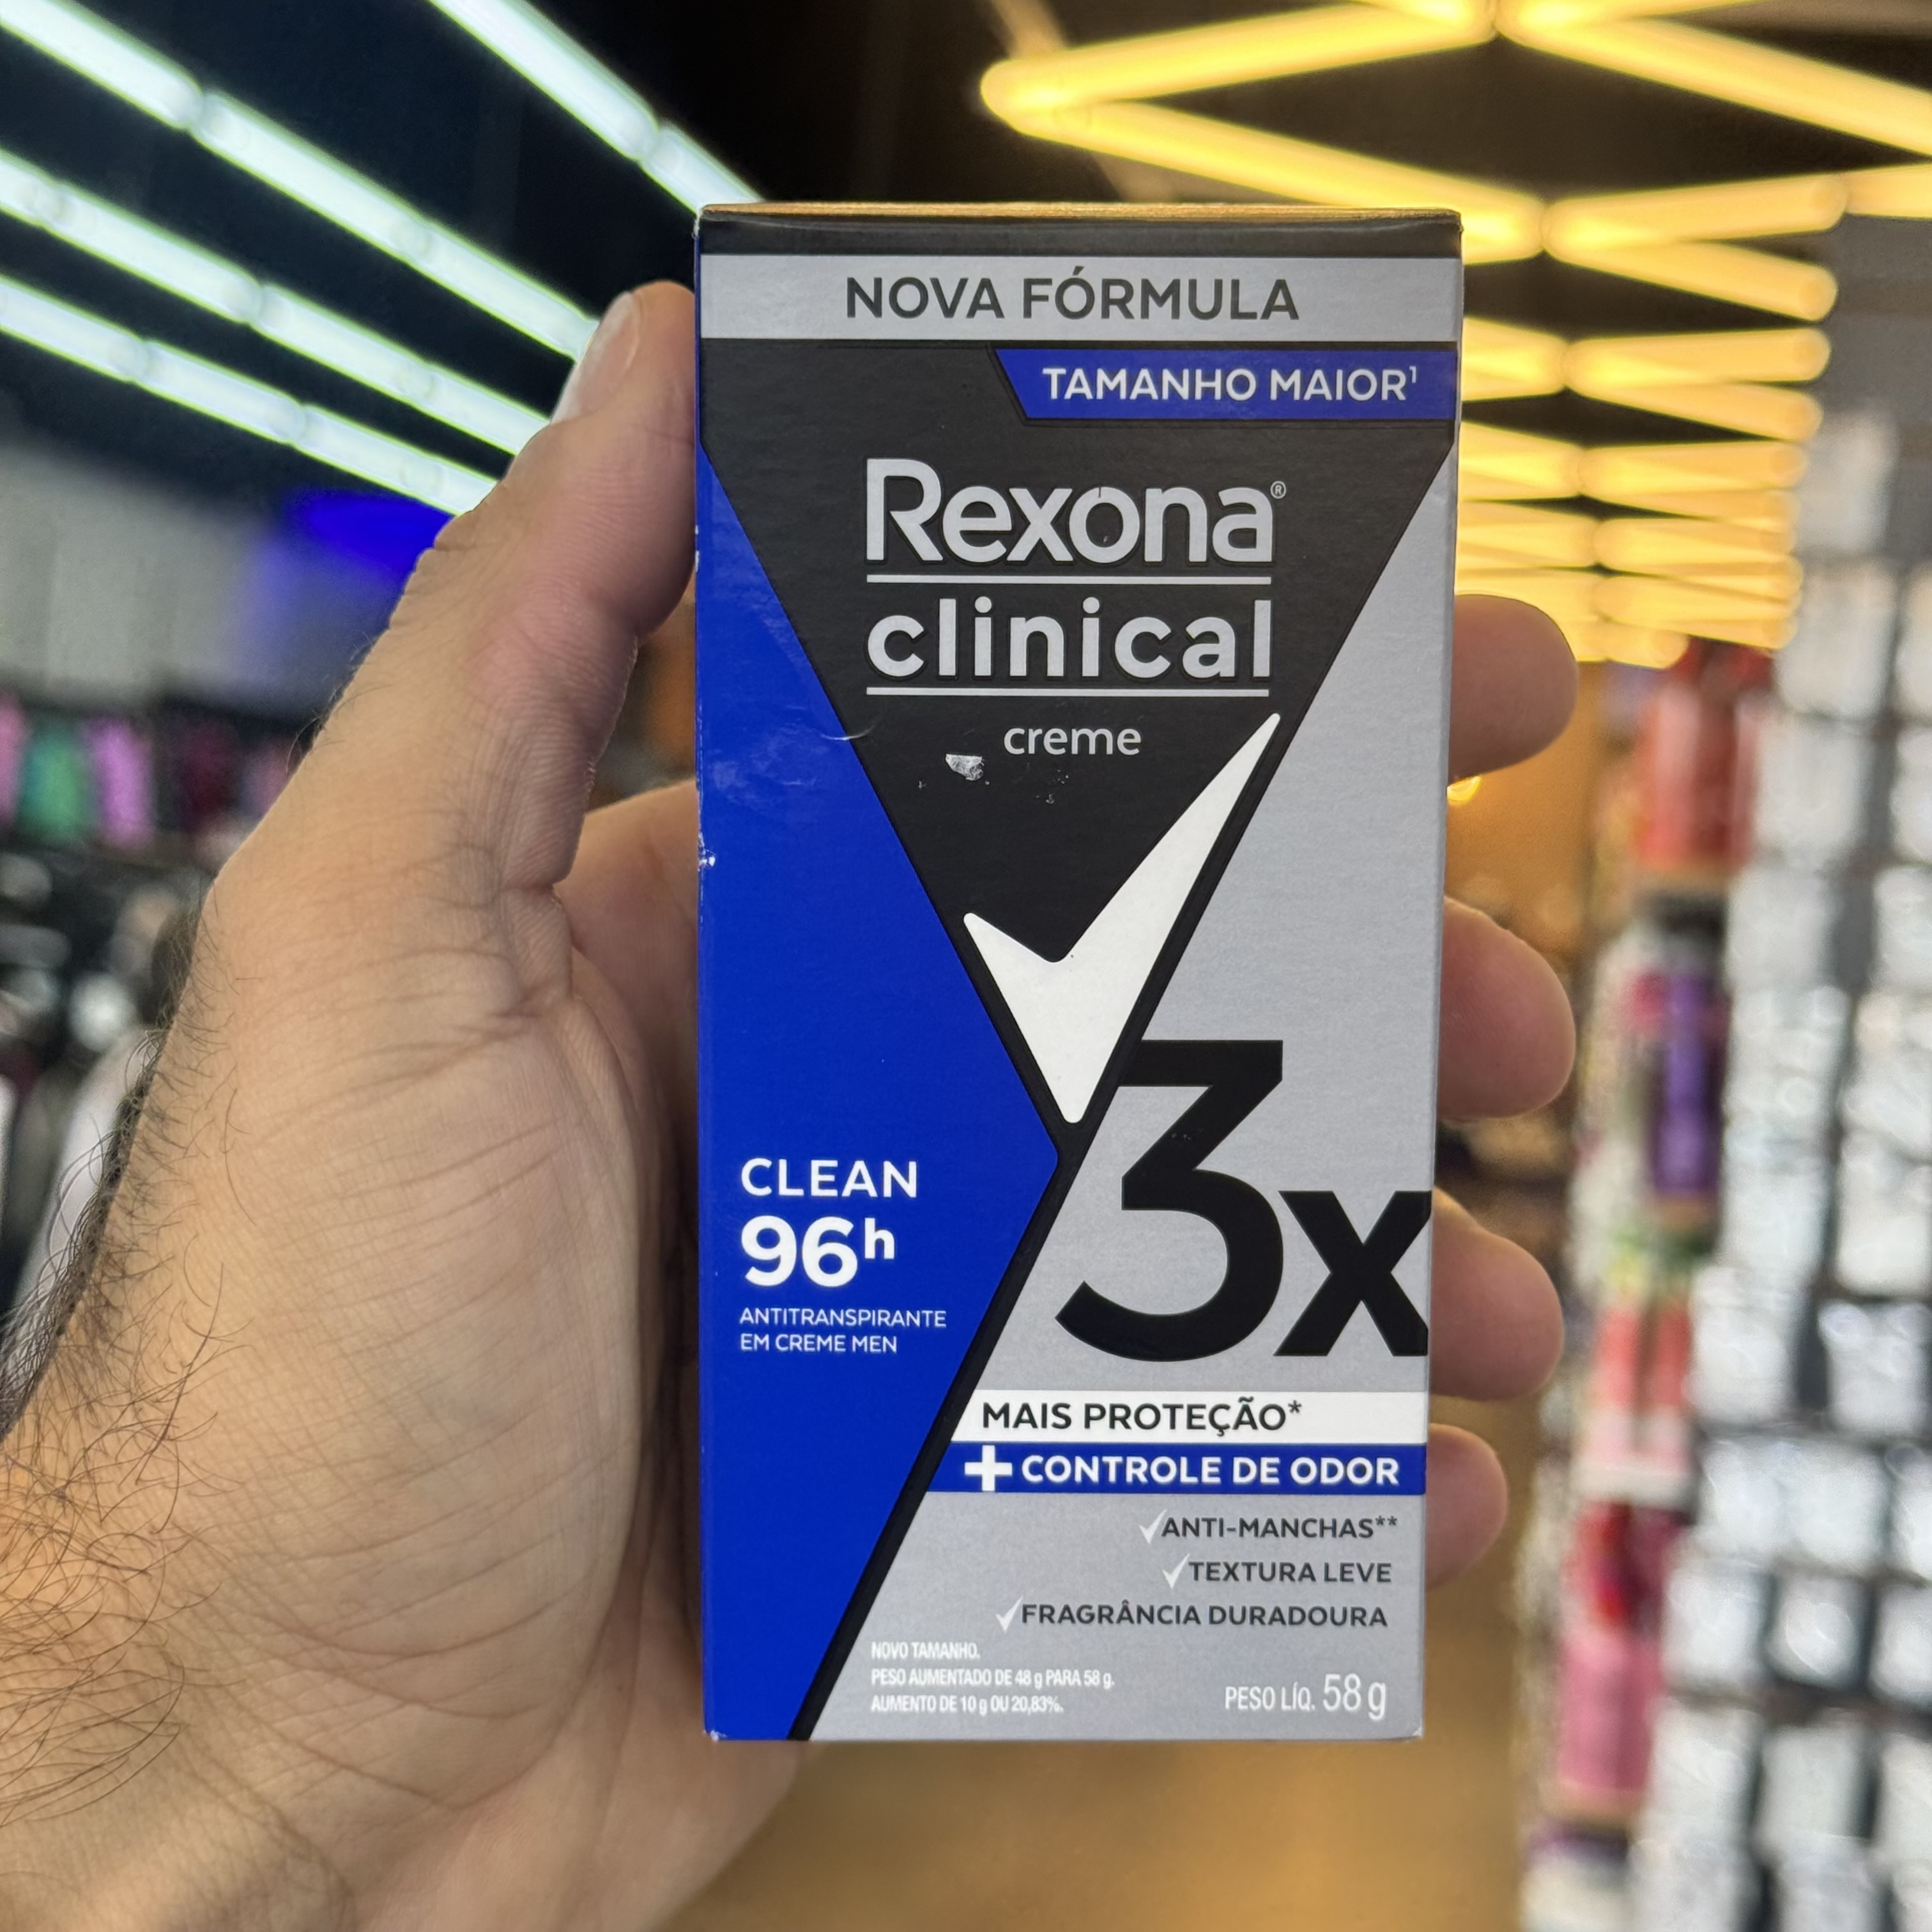 NOVA FÓRMULA
TAMANHO MAIOR¹
Rexona®
clinical
creme
CLEAN
96h
ANTITRANSPIRANTE
EM CREME MEN
3x
MAIS PROTEÇÃO*
+ CONTROLE DE ODOR
ANTI-MANCHAS**
TEXTURA LEVE
FRAGRÂNCIA DURADOURA
NOVO TAMANHO.
PESO AUMENTADO DE 48 g PARA 58 g.
AUMENTO DE 10 g OU 20,83%.
PESO LÍQ. 58 g